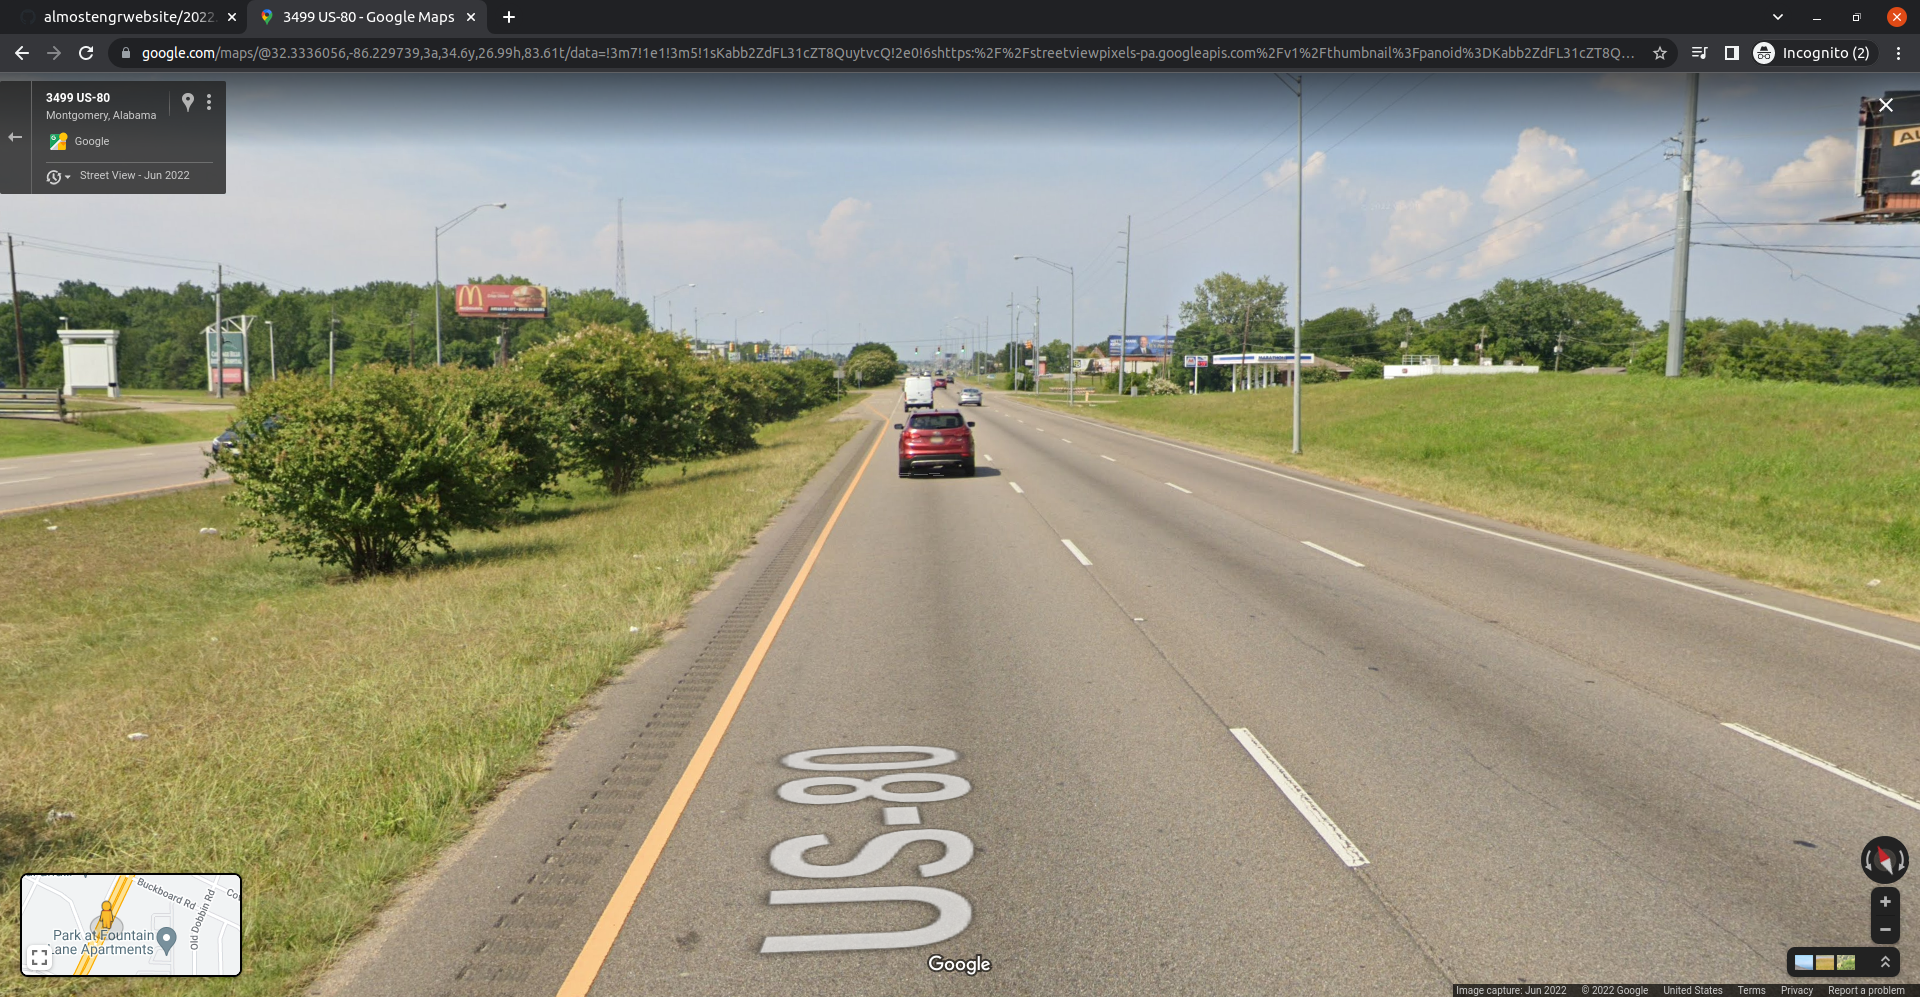 almostengrwebsite/2022
3499 US-80 - Google Maps
google.com/maps/@32.3336056,-86.229739,3a,34.6y,26.99h,83.61t/data=!3m7!1e1!3m5!1sKabb2ZdFL31cZT8QuytvcQ!2e0!6shttps:%2F%2Fstreetviewpixels-pa.googleapis.com%2Fv1%2Fthumbnail%3Fpanoid%3DKabb2ZdFL31cZT8Q...
Incognito (2)
3499 US-80
Montgomery, Alabama
Google
Street View - Jun 2022
MARATHON
US-80
Buckboard Rd
Old Dobbin Rd
Co
Park at Fountain
Lane Apartments
Google
Image capture: Jun 2022 © 2022 Google United States Terms Privacy Report a problem